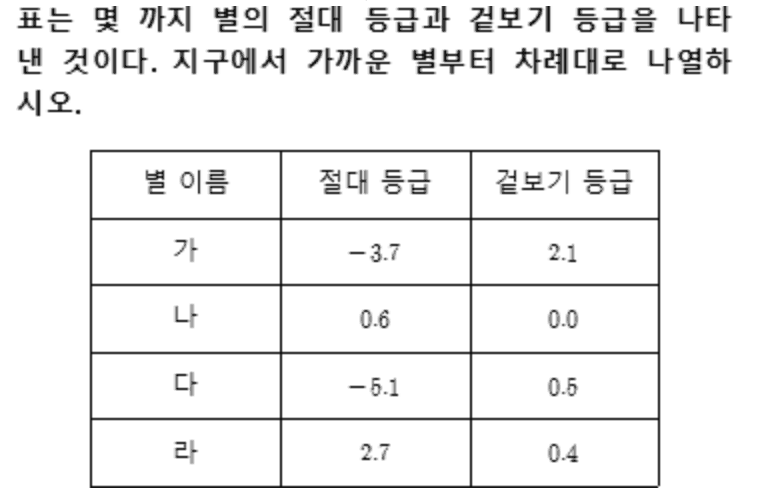 표는 몇 까지 별의 절대 등급과 겉보기 등급을 나타
낸 것이다. 지구에서 가까운 별부터 차례대로 나열하
시오.
별 이름 절대 등급 겉보기 등급
가 −3.7 2.1
나 0.6 0.0
다 −5.1 0.5
라 2.7 0.4